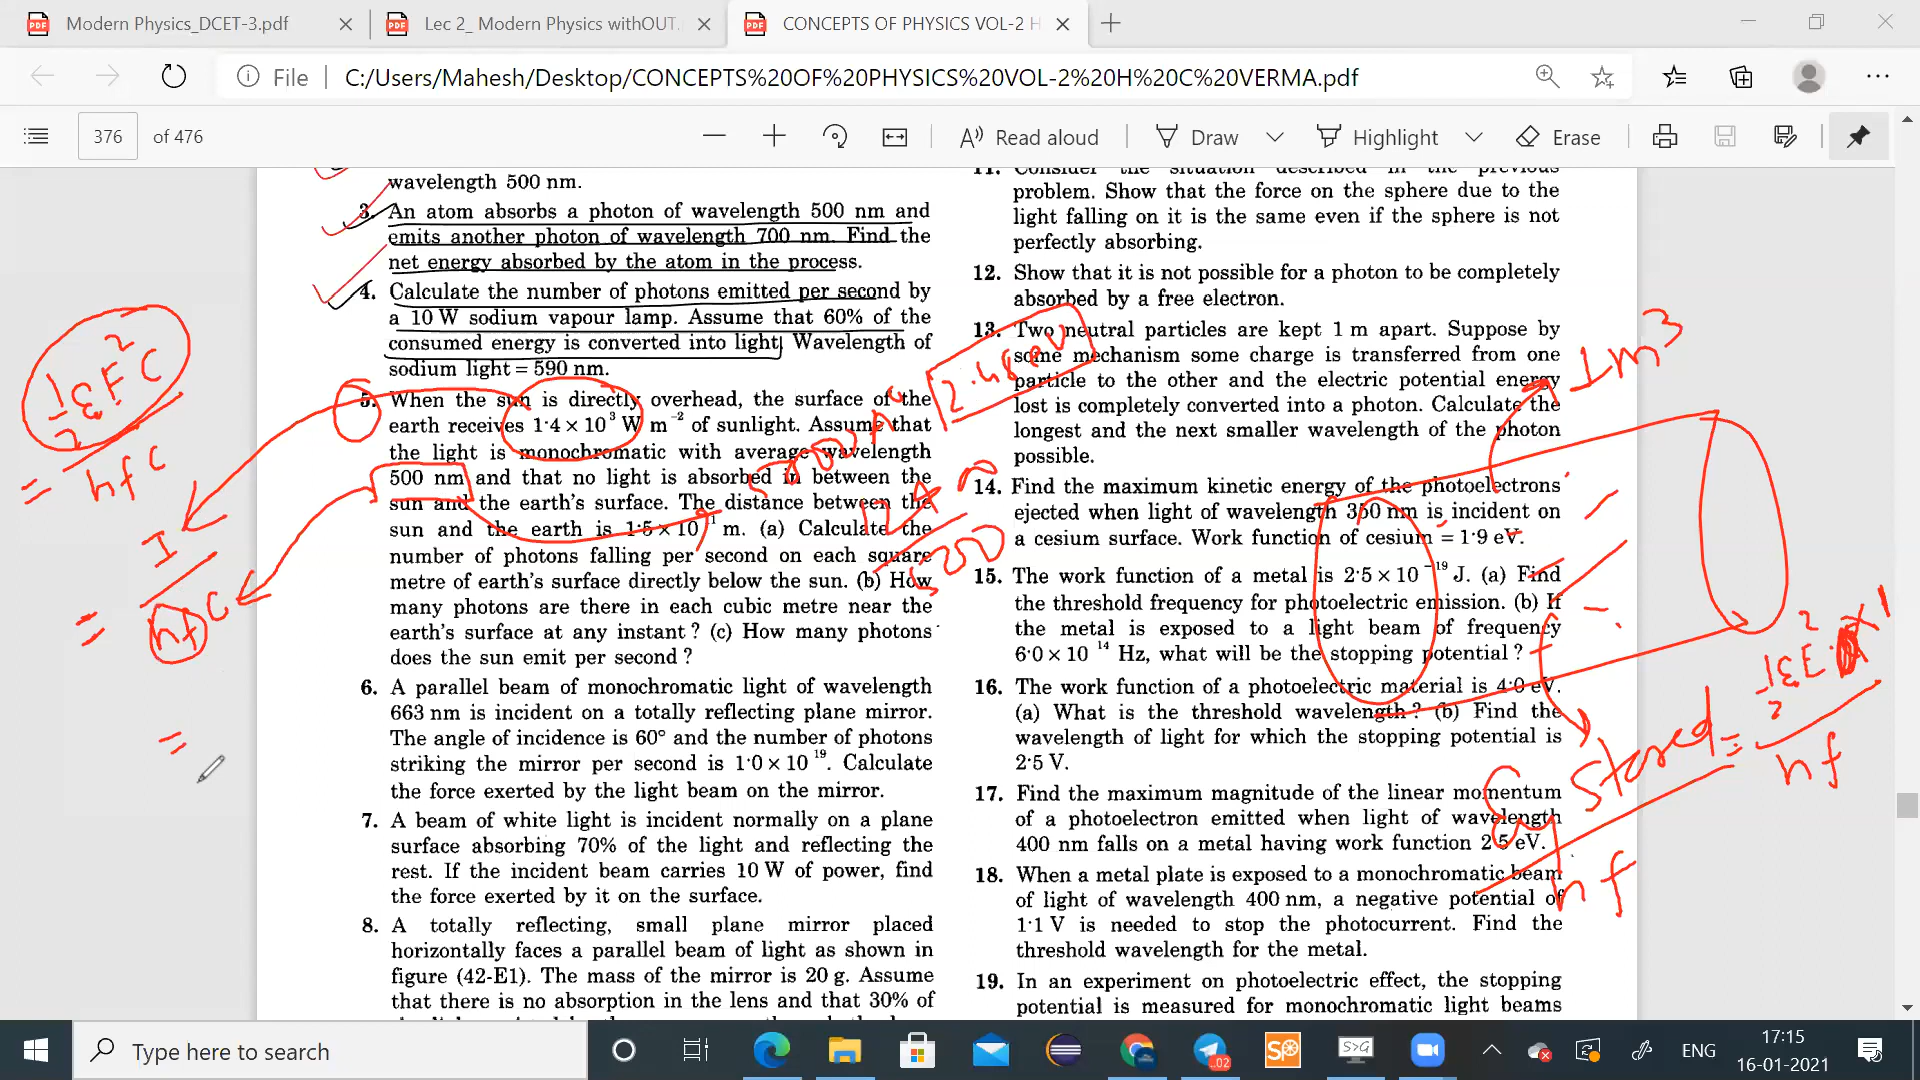 Modern Physics_DCET-3.pdf
Lec 2_ Modern Physics withOUT.
CONCEPTS OF PHYSICS VOL-2 H
File
C:/Users/Mahesh/Desktop/CONCEPTS%20OF%20PHYSICS%20VOL-2%20H%20C%20VERMA.pdf
376 of 476
Read aloud
Draw
Highlight
Erase
wavelength 500 nm.
3. An atom absorbs a photon of wavelength 500 nm and
emits another photon of wavelength 700 nm. Find the
net energy absorbed by the atom in the process.
4. Calculate the number of photons emitted per second by
a 10 W sodium vapour lamp. Assume that 60% of the
consumed energy is converted into light. Wavelength of
sodium light = 590 nm.
5. When the sun is directly overhead, the surface of the
earth receives 1·4 × 10³ W m⁻² of sunlight. Assume that
the light is monochromatic with average wavelength
500 nm and that no light is absorbed in between the
sun and the earth's surface. The distance between the
sun and the earth is 1·5 × 10¹¹ m. (a) Calculate the
number of photons falling per second on each square
metre of earth's surface directly below the sun. (b) How
many photons are there in each cubic metre near the
earth's surface at any instant? (c) How many photons
does the sun emit per second?
6. A parallel beam of monochromatic light of wavelength
663 nm is incident on a totally reflecting plane mirror.
The angle of incidence is 60° and the number of photons
striking the mirror per second is 1·0 × 10¹⁹. Calculate
the force exerted by the light beam on the mirror.
7. A beam of white light is incident normally on a plane
surface absorbing 70% of the light and reflecting the
rest. If the incident beam carries 10 W of power, find
the force exerted by it on the surface.
8. A totally reflecting, small plane mirror placed
horizontally faces a parallel beam of light as shown in
figure (42-E1). The mass of the mirror is 20 g. Assume
that there is no absorption in the lens and that 30% of
11. Consider the situation described in the previous
problem. Show that the force on the sphere due to the
light falling on it is the same even if the sphere is not
perfectly absorbing.
12. Show that it is not possible for a photon to be completely
absorbed by a free electron.
13. Two neutral particles are kept 1 m apart. Suppose by
some mechanism some charge is transferred from one
particle to the other and the electric potential energy
lost is completely converted into a photon. Calculate the
longest and the next smaller wavelength of the photon
possible.
14. Find the maximum kinetic energy of the photoelectrons
ejected when light of wavelength 350 nm is incident on
a cesium surface. Work function of cesium = 1·9 eV.
15. The work function of a metal is 2·5 × 10⁻¹⁹ J. (a) Find
the threshold frequency for photoelectric emission. (b) If
the metal is exposed to a light beam of frequency
6·0 × 10¹⁴ Hz, what will be the stopping potential?
16. The work function of a photoelectric material is 4·0 eV.
(a) What is the threshold wavelength? (b) Find the
wavelength of light for which the stopping potential is
2·5 V.
17. Find the maximum magnitude of the linear momentum
of a photoelectron emitted when light of wavelength
400 nm falls on a metal having work function 2·5 eV.
18. When a metal plate is exposed to a monochromatic beam
of light of wavelength 400 nm, a negative potential of
1·1 V is needed to stop the photocurrent. Find the
threshold wavelength for the metal.
19. In an experiment on photoelectric effect, the stopping
potential is measured for monochromatic light beams
1/2 ε E² C
= hfC
= I
hfC
=
2.48 eV
12400
5000
1 m³
Stored =
hf
hf
Type here to search
S>G
02
ENG
17:15
16-01-2021